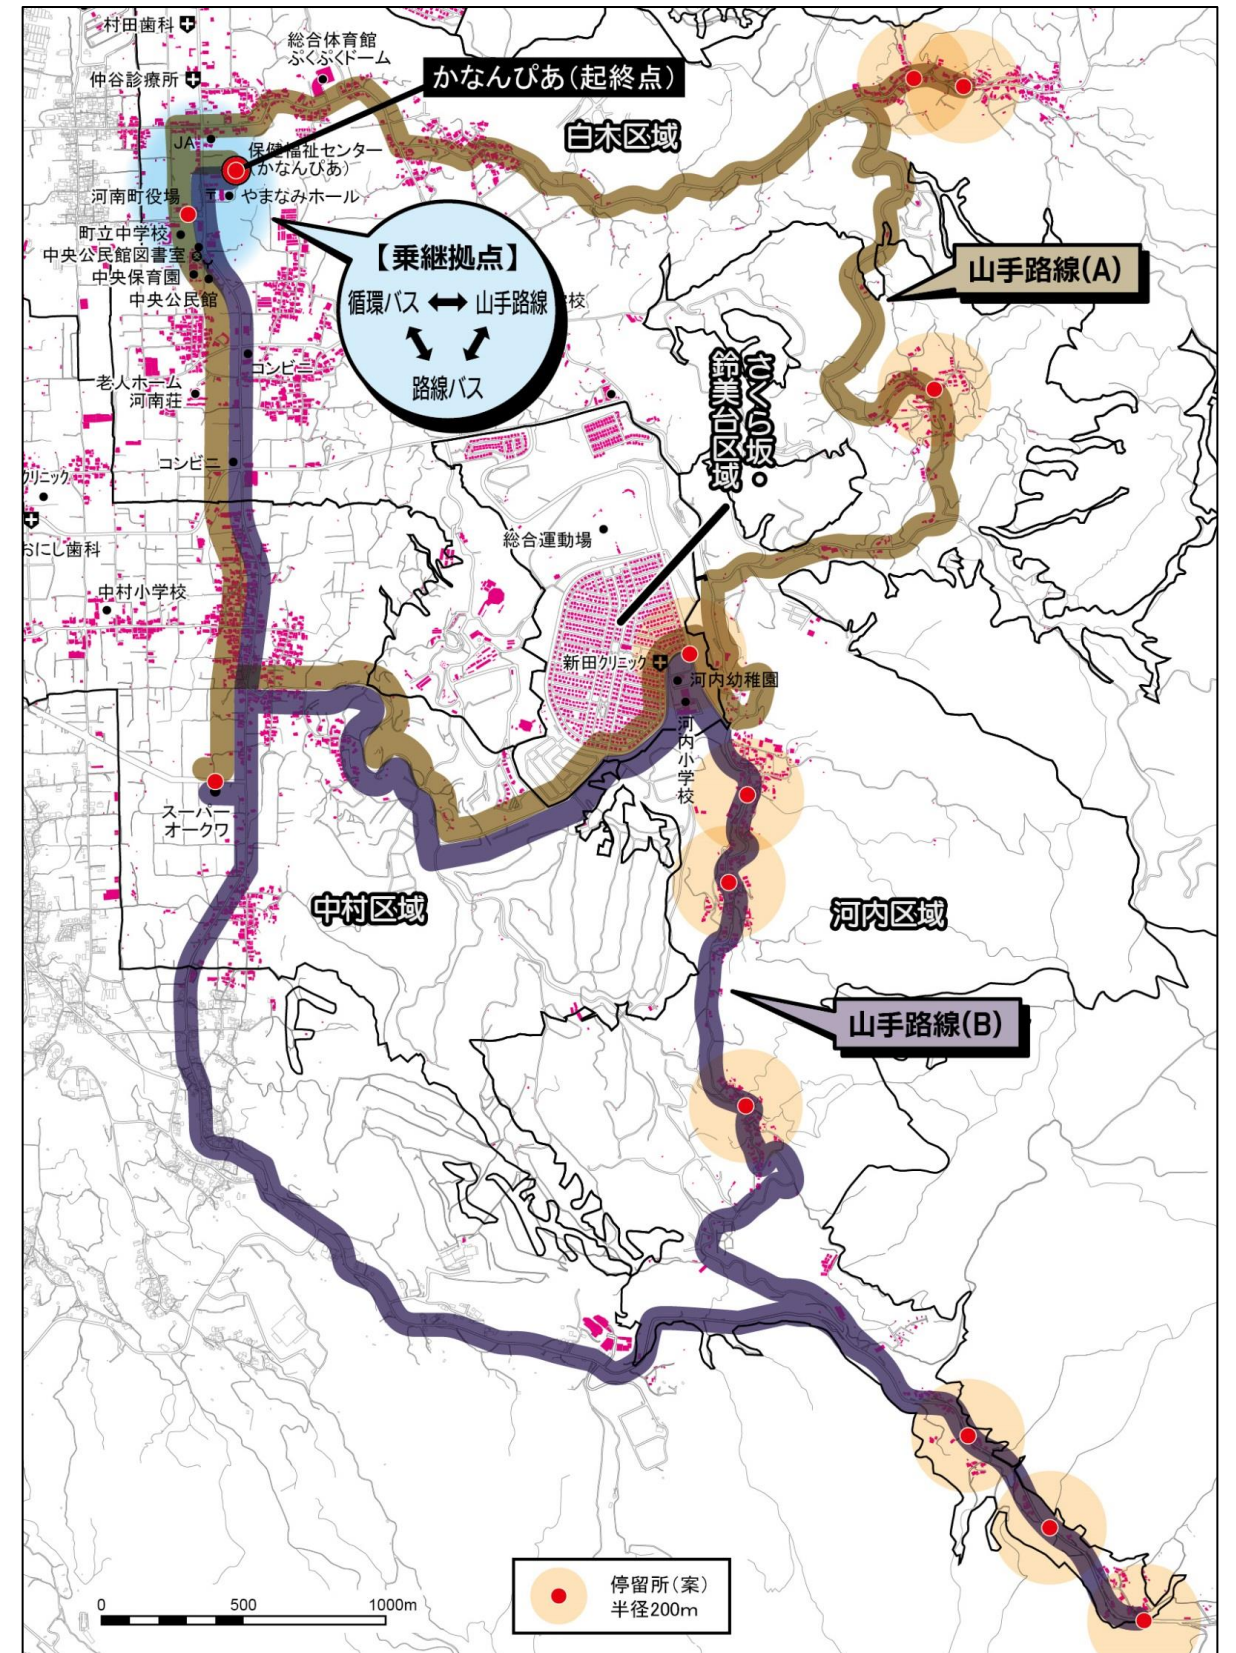 村田歯科
総合体育館
ぷくぷくドーム
仲谷診療所
かなんぴあ(起終点)
白木区域
JA
保健福祉センター
(かなんぴあ)
河南町役場
〒
やまなみホール
町立中学校
中央公民館図書室
中央保育園
中央公民館
【乗継拠点】
循環バス ↔ 山手路線
路線バス
校
山手路線(A)
コンビニ
老人ホーム
河南荘
さくら坂・
鈴美台区域
コンビニ
クリニック
おにし歯科
総合運動場
中村小学校
新田クリニック
河内幼稚園
河内小学校
スーパー
オークワ
中村区域
河内区域
山手路線(B)
停留所(案)
半径200m
0 500 1000m